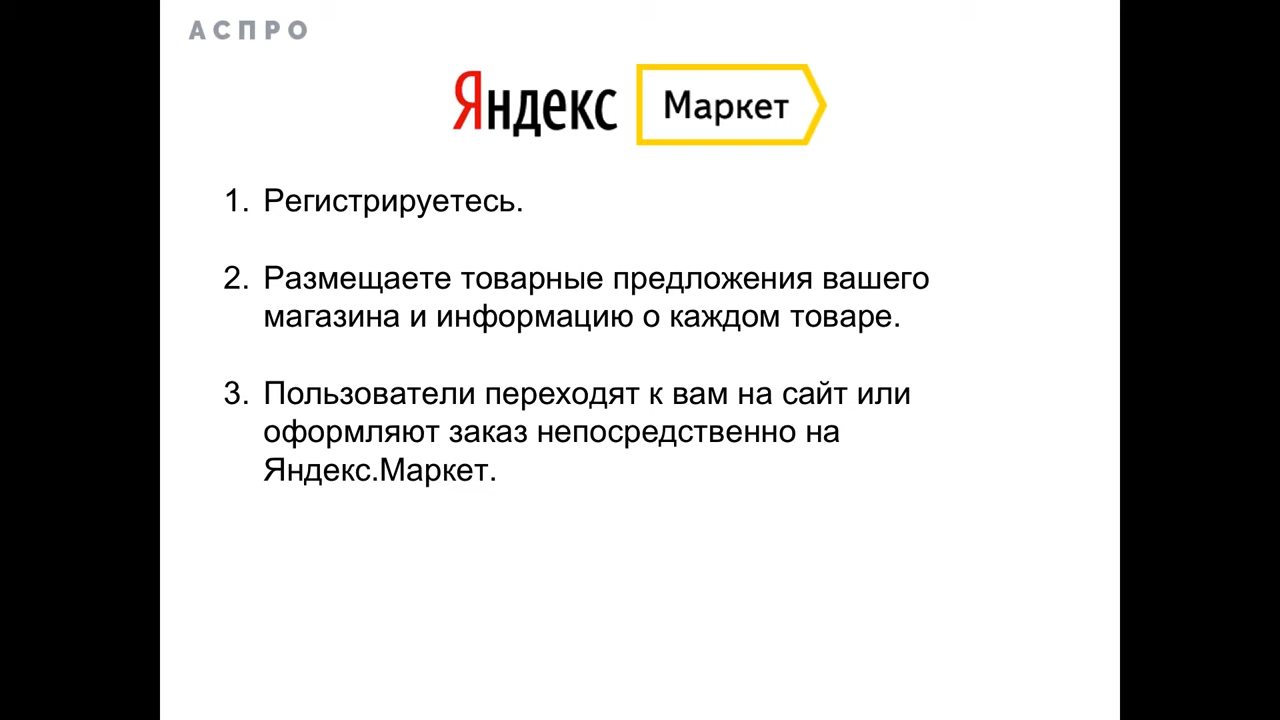 АСПРО
Яндекс Маркет
1. Регистрируетесь.
2. Размещаете товарные предложения вашего
магазина и информацию о каждом товаре.
3. Пользователи переходят к вам на сайт или
оформляют заказ непосредственно на
Яндекс.Маркет.